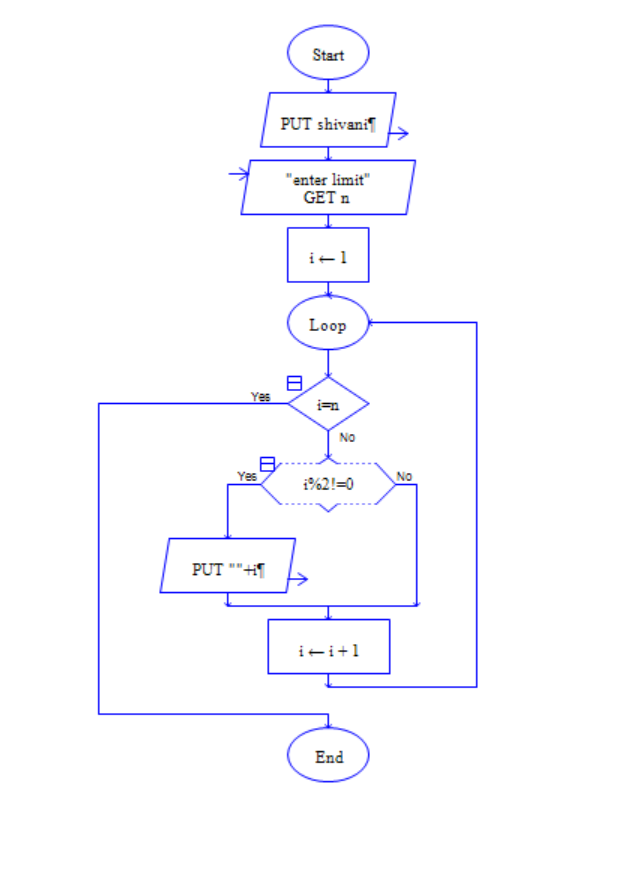 Start
PUT shivani¶
"enter limit"
GET n
i ← 1
Loop
Yes
i=n
No
Yes
i%2!=0
No
PUT ""+i¶
i ← i + 1
End